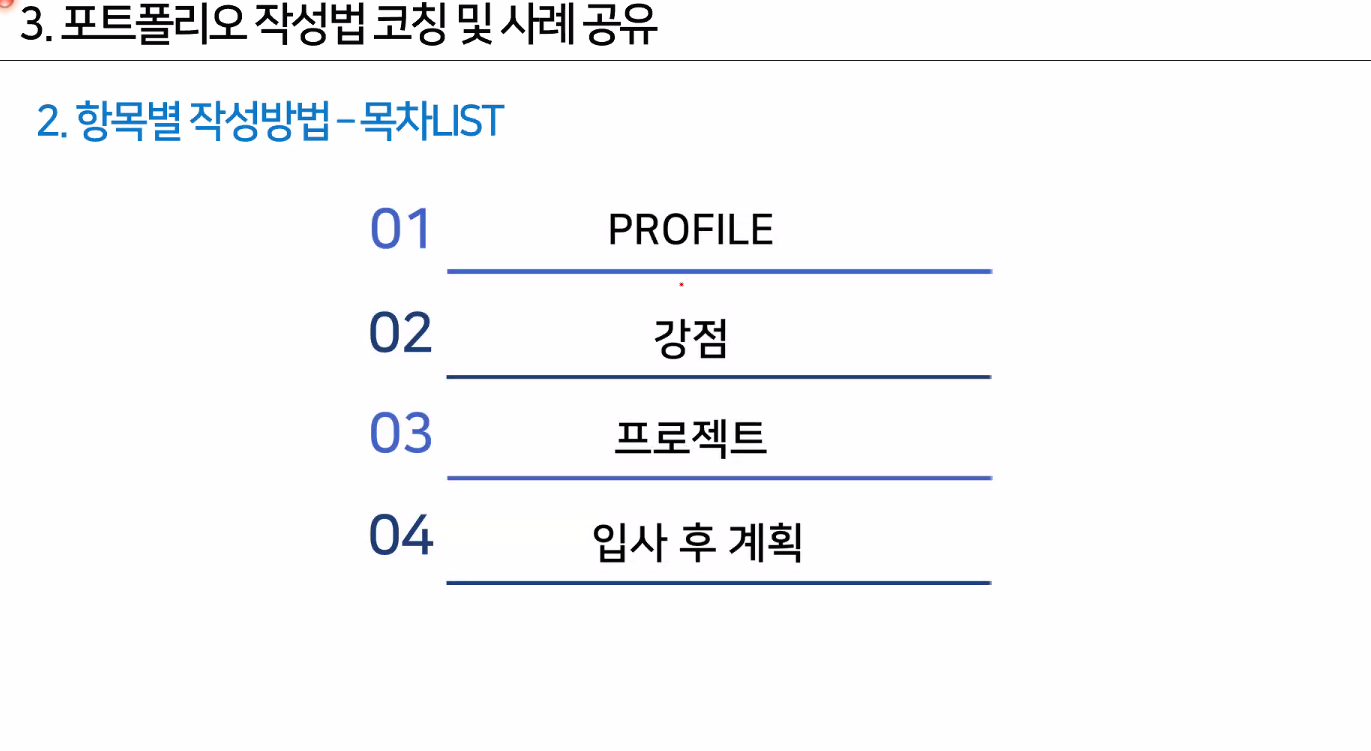 3. 포트폴리오 작성법 코칭 및 사례 공유
2. 항목별 작성방법 – 목차LIST
01 PROFILE
02 강점
03 프로젝트
04 입사 후 계획